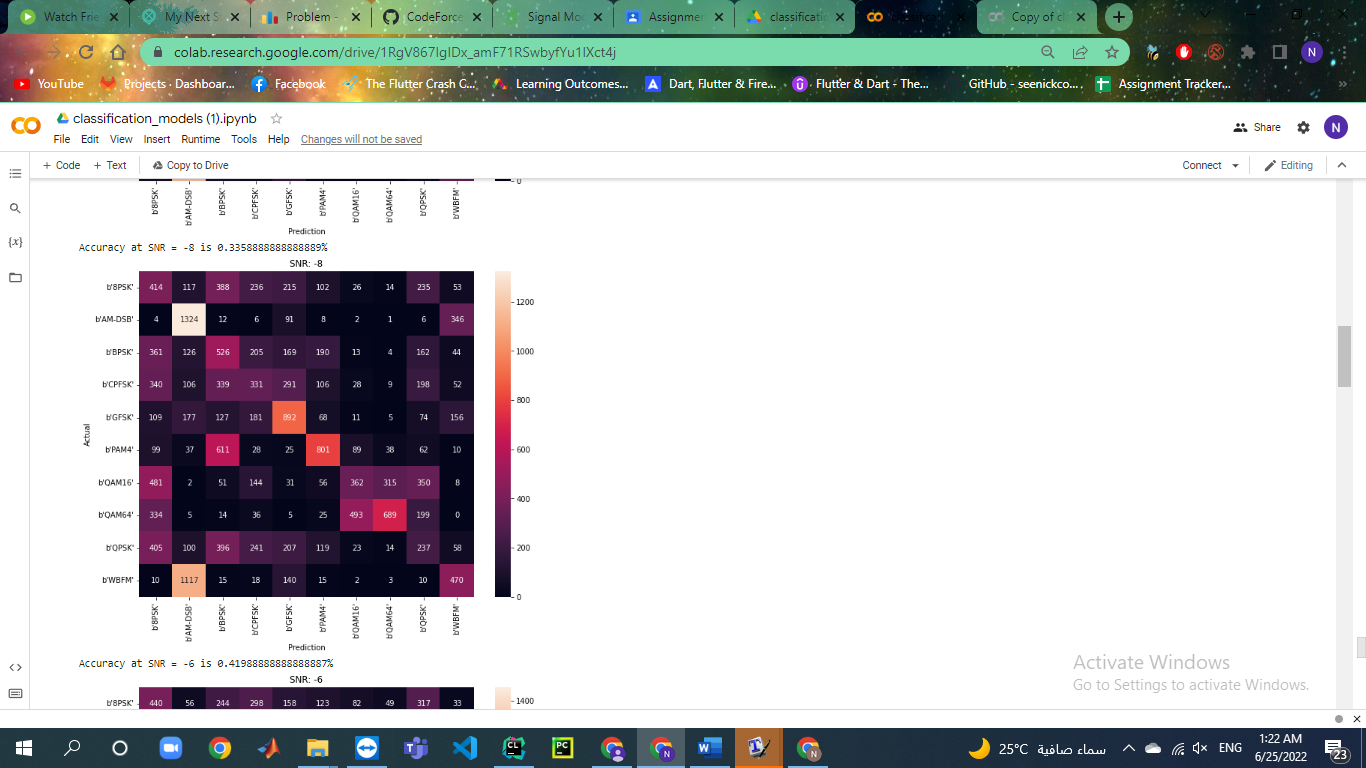 Watch Frie
My Next S
Problem -
CodeForce
Signal Mo
Assignmen
classificatio
Copy of cl
colab.research.google.com/drive/1RgV867IgIDx_amF71RSwbyfYu1lXct4j
N
YouTube
Projects · Dashboar...
Facebook
The Flutter Crash C...
Learning Outcomes...
Dart, Flutter & Fire...
Flutter & Dart - The...
GitHub - seenickco...
Assignment Tracker...
classification_models (1).ipynb
File Edit View Insert Runtime Tools Help Changes will not be saved
Share
N
+ Code + Text Copy to Drive
Connect
Editing
0
b'8PSK' b'AM-DSB' b'BPSK' b'CPFSK' b'GFSK' b'PAM4' b'QAM16' b'QAM64' b'QPSK' b'WBFM'
Prediction
Accuracy at SNR = -8 is 0.3358888888888889%
SNR: -8
b'8PSK' 414 117 388 236 215 102 26 14 235 53
b'AM-DSB' 4 1324 12 6 91 8 2 1 6 346
b'BPSK' 361 126 526 205 169 190 13 4 162 44
b'CPFSK' 340 106 339 331 291 106 28 9 198 52
b'GFSK' 109 177 127 181 892 68 11 5 74 156
b'PAM4' 99 37 611 28 25 801 89 38 62 10
b'QAM16' 481 2 51 144 31 56 362 315 350 8
b'QAM64' 334 5 14 36 5 25 493 689 199 0
b'QPSK' 405 100 396 241 207 119 23 14 237 58
b'WBFM' 10 1117 15 18 140 15 2 3 10 470
Actual
1200
1000
800
600
400
200
0
b'8PSK' b'AM-DSB' b'BPSK' b'CPFSK' b'GFSK' b'PAM4' b'QAM16' b'QAM64' b'QPSK' b'WBFM'
Prediction
Accuracy at SNR = -6 is 0.41988888888888887%
SNR: -6
b'8PSK' 440 56 244 298 158 123 82 49 317 33
1400
Activate Windows
Go to Settings to activate Windows.
25°C سماء صافية
ENG
1:22 AM
6/25/2022
23